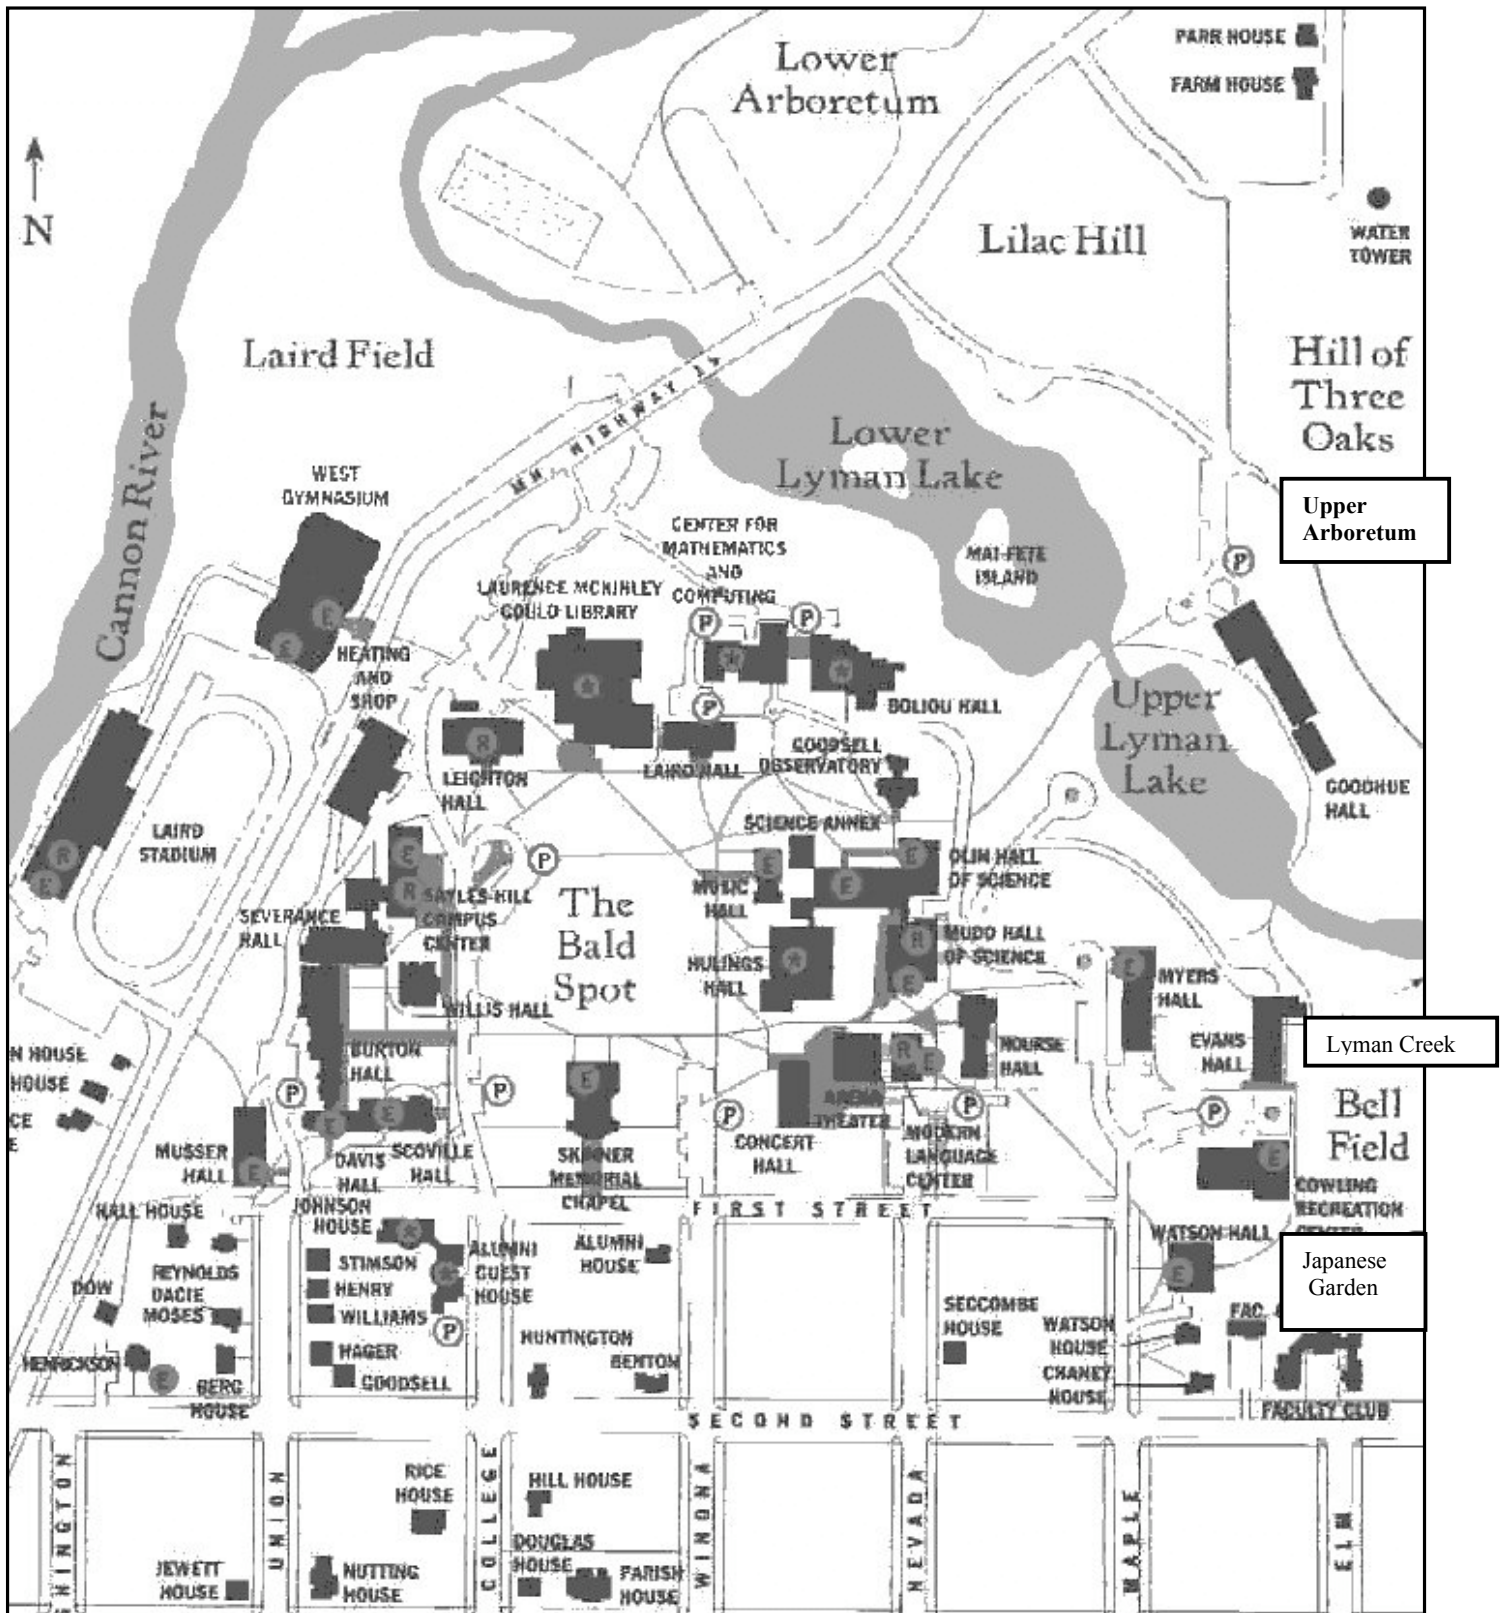 PARR HOUSE
FARM HOUSE
Lower
Arboretum
N
Lilac Hill
WATER
TOWER
Laird Field
Hill of
Three
Oaks
MN HIGHWAY
Lower
Lyman Lake
Cannon River
WEST
GYMNASIUM
Upper
Arboretum
CENTER FOR
MATHEMATICS
AND
COMPUTING
MAI-FETE
ISLAND
P
LAURENCE MCKINLEY
GOULD LIBRARY
P
P
E
E
HEATING
AND
SHOP
BOLIOU HALL
P
Upper
Lyman
Lake
R
LEIGHTON
HALL
LAIRD HALL
GOODSELL
OBSERVATORY
GOODHUE
HALL
LAIRD
STADIUM
R
E
SCIENCE ANNEX
E
R
P
E
E
E
OLIN HALL
OF SCIENCE
MUSIC
HALL
SAYLES-HILL
CAMPUS
CENTER
SEVERANCE
HALL
The
Bald
Spot
HULINGS
HALL
R
E
MUDD HALL
OF SCIENCE
E
MYERS
HALL
WILLIS HALL
EVANS
HALL
Lyman Creek
N HOUSE
HOUSE
CE
E
BURTON
HALL
P
P
E
R
E
NOURSE
HALL
ARENA
THEATER
P
P
P
Bell
Field
E
E
MUSSER
HALL
E
DAVIS
HALL
SCOVILLE
HALL
SKINNER
MEMORIAL
CHAPEL
CONCERT
HALL
MODERN
LANGUAGE
CENTER
E
COWLING
RECREATION
CENTER
FIRST STREET
HALL HOUSE
JOHNSON
HOUSE
ALUMNI
GUEST
HOUSE
ALUMNI
HOUSE
WATSON HALL
E
Japanese
Garden
STIMSON
HENRY
WILLIAMS
REYNOLDS
DACIE
MOSES
DOW
P
SECCOMBE
HOUSE
WATSON
HOUSE
FAC.
HENRICKSON
E
BERG
HOUSE
HAGER
GOODSELL
HUNTINGTON
BENTON
CHANEY
HOUSE
FACULTY CLUB
SECOND STREET
HINGTON
UNION
COLLEGE
WINONA
NEVADA
MAPLE
ELM
RICE
HOUSE
HILL HOUSE
JEWETT
HOUSE
NUTTING
HOUSE
DOUGLAS
HOUSE
PARISH
HOUSE